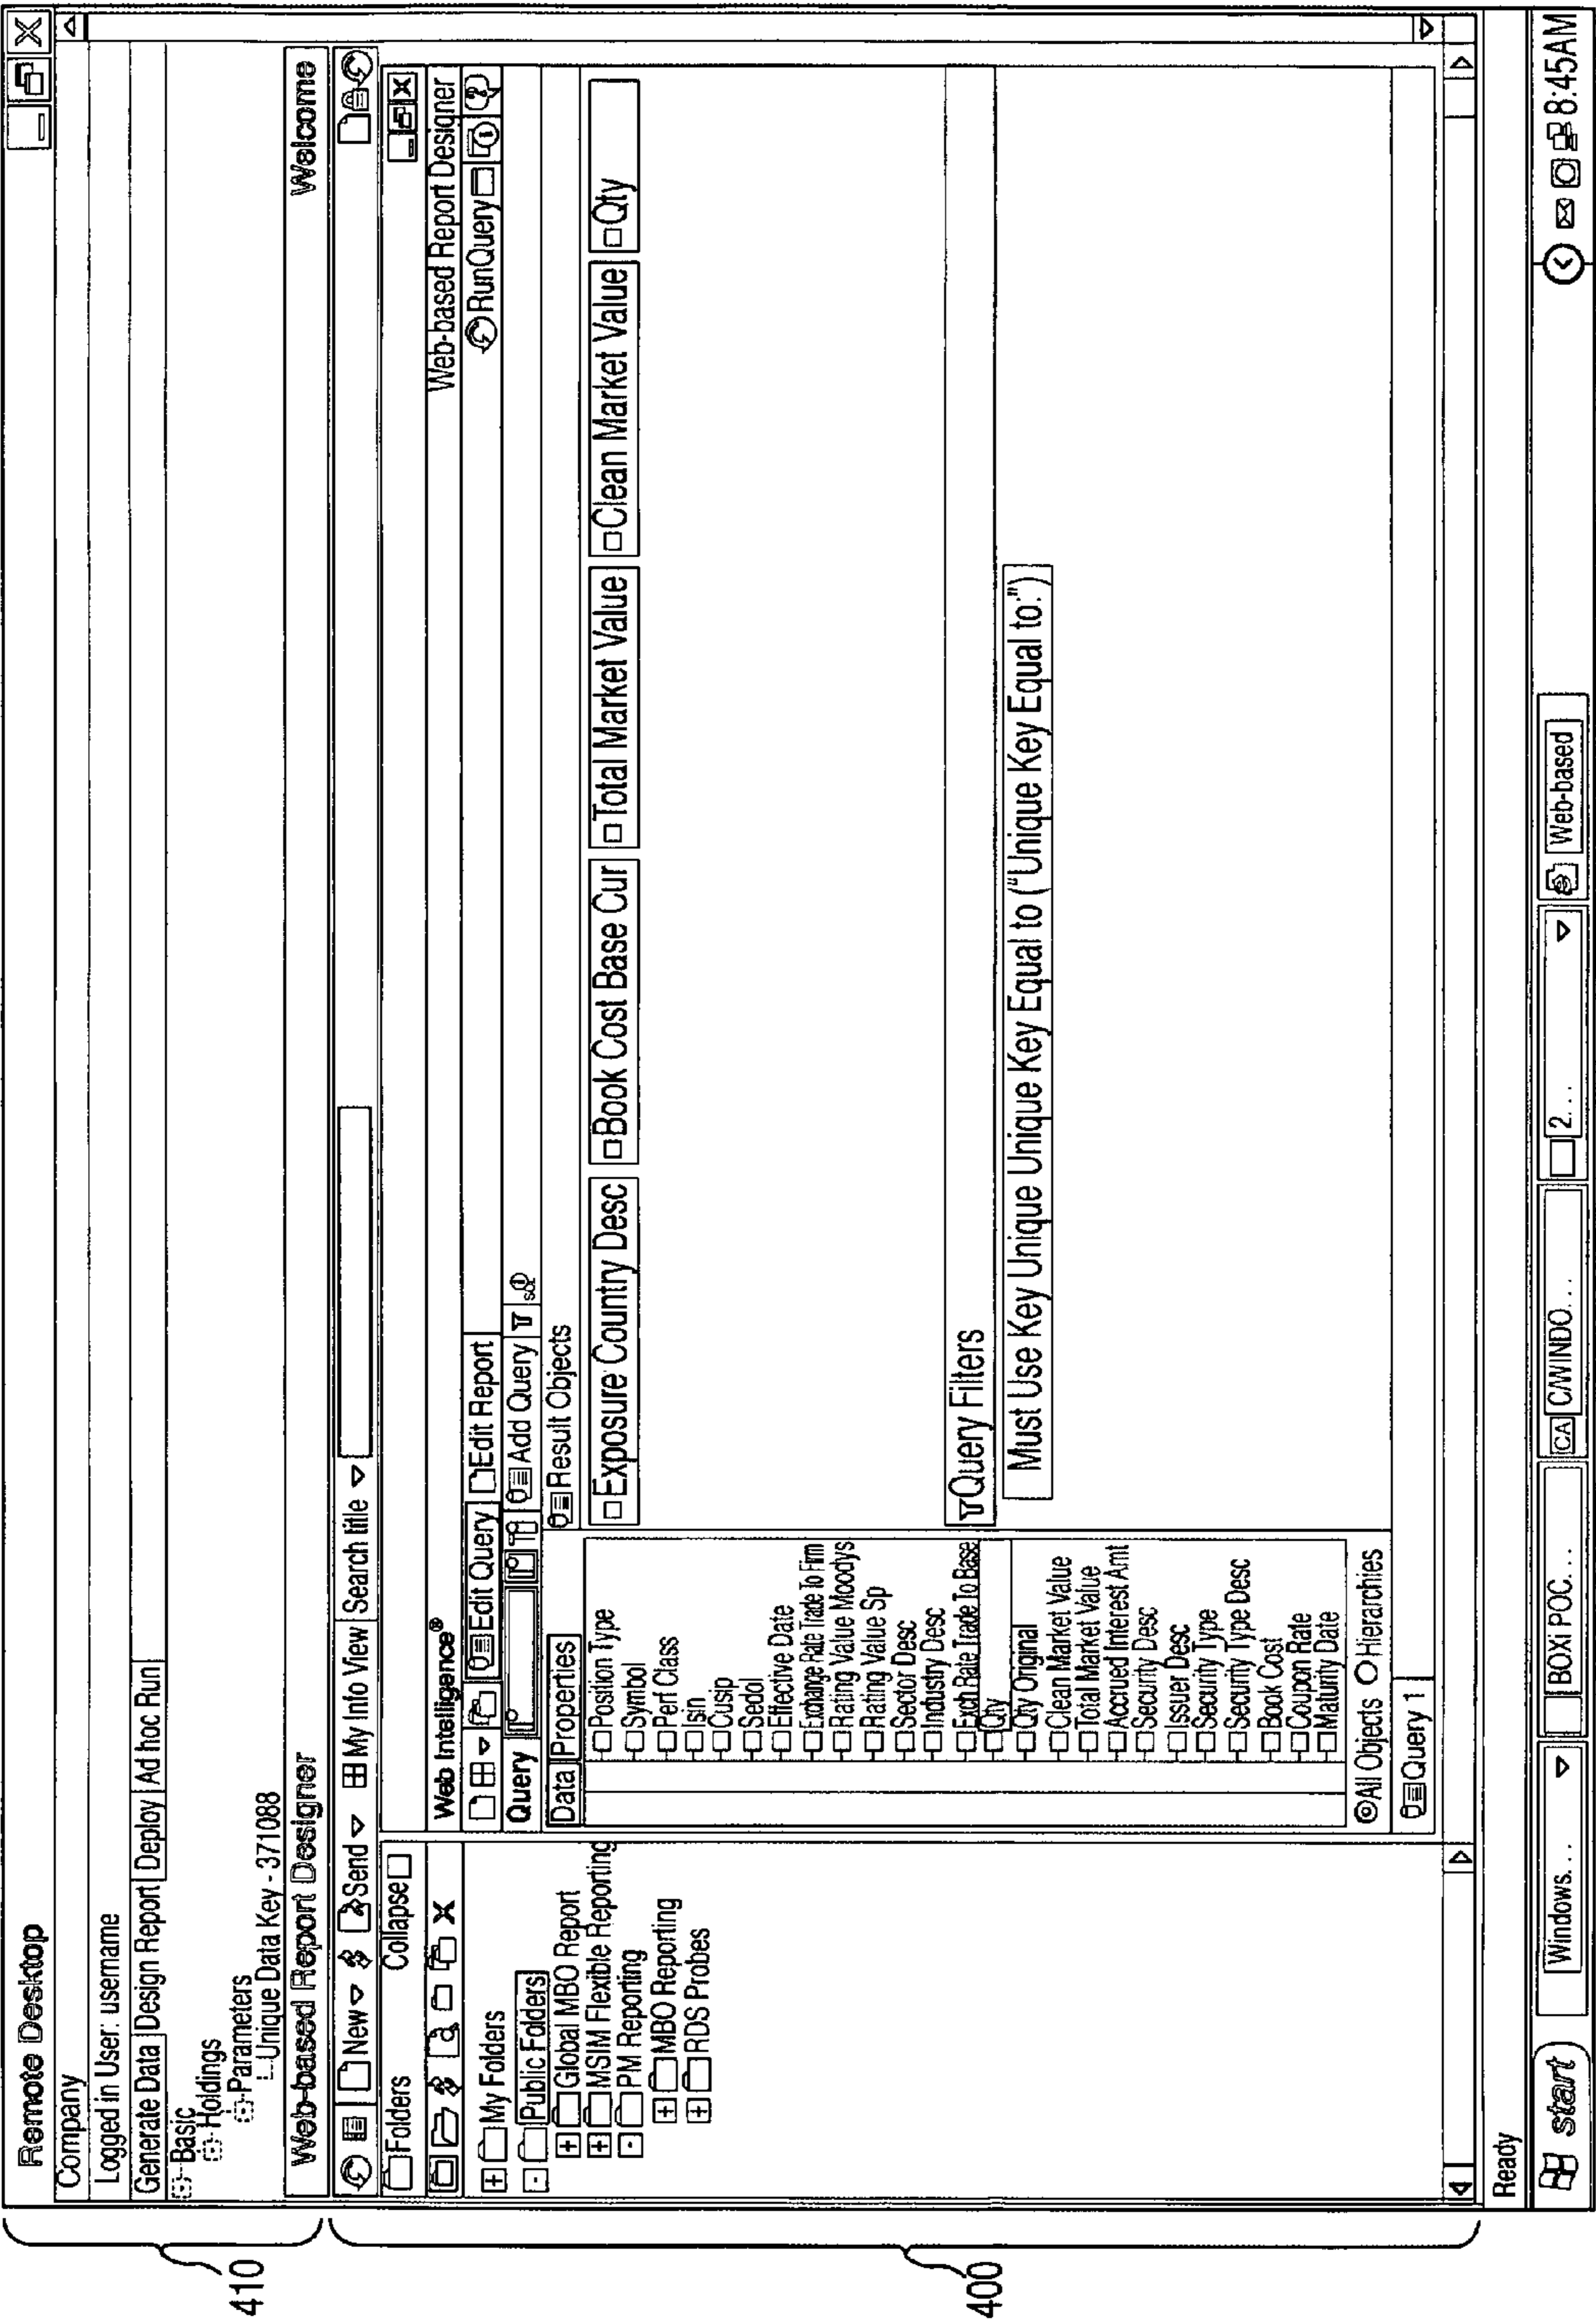 Remote Desktop
Company
Logged in User: username
Generate Data Design Report Deploy Ad hoc Run
Basic
Holdings
Parameters
Unique Data Key - 371088
Web-based Report Designer Welcome
New Send My Info View Search title
Folders Collapse
My Folders
Public Folders
Global MBO Report
MSIM Flexible Reporting
PM Reporting
MBO Reporting
RDS Probes
Web Intelligence® Web-based Report Designer
Edit Query Edit Report RunQuery
Query Add Query SQL
Data Properties
Position Type
Symbol
Perf Class
Isin
Cusip
Sedol
Effective Date
Exchange Rate Trade To Firm
Rating Value Moodys
Rating Value Sp
Sector Desc
Industry Desc
Exch Rate Trade To Base
Qty
Qty Original
Clean Market Value
Total Market Value
Accrued Interest Amt
Security Desc
Issuer Desc
Security Type
Security Type Desc
Book Cost
Coupon Rate
Maturity Date
All Objects Hierarchies
Result Objects
Exposure Country Desc Book Cost Base Cur Total Market Value Clean Market Value Qty
Query Filters
Must Use Key Unique Unique Key Equal to ("Unique Key Equal to:")
Query 1
Ready
start Windows... BOXi POC... CA C/WINDO... 2... Web-based 8:45AM
410
400